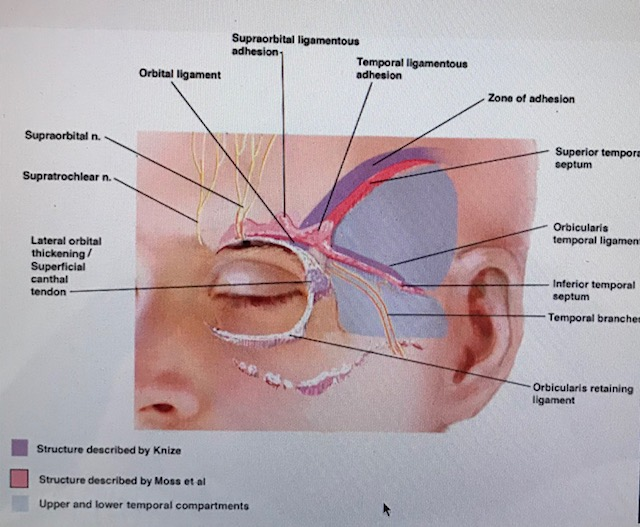 Supraorbital ligamentous
adhesion
Temporal ligamentous
adhesion
Orbital ligament
Zone of adhesion
Supraorbital n.
Superior tempora
septum
Supratrochlear n.
Lateral orbital
thickening /
Superficial
canthal
tendon
Orbicularis
temporal ligamen
Inferior temporal
septum
Temporal branche
Orbicularis retaining
ligament
Structure described by Knize
Structure described by Moss et al
Upper and lower temporal compartments